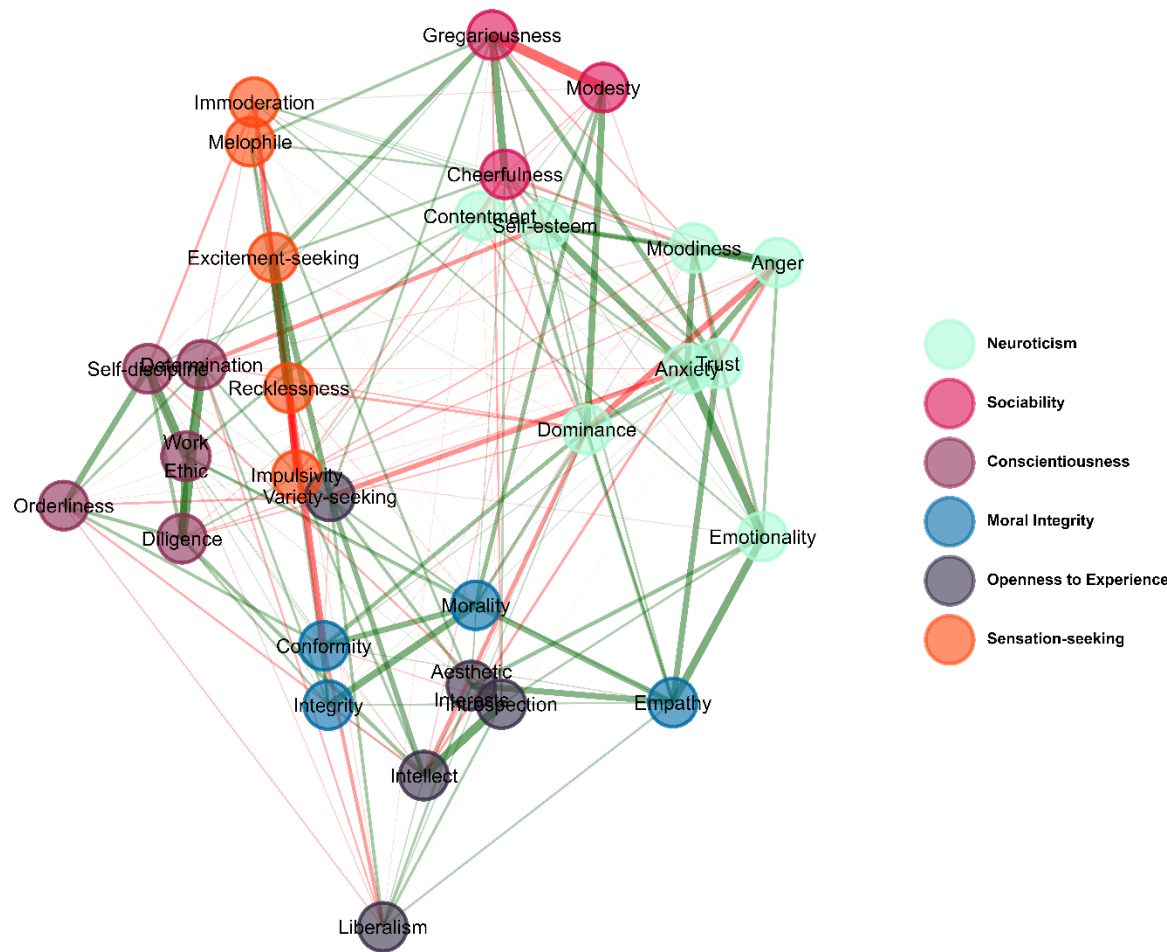 Gregariousness
Modesty
Immoderation
Melophile
Cheerfulness
Contentment
Self-esteem
Moodiness
Anger
Excitement-seeking
Self-discipline
Determination
Anxiety
Trust
Recklessness
Dominance
Work
Ethic
Impulsivity
Variety-seeking
Orderliness
Diligence
Emotionality
Morality
Conformity
Aesthetic
Interests
Integrity
Introspection
Empathy
Intellect
Liberalism
Neuroticism
Sociability
Conscientiousness
Moral Integrity
Openness to Experience
Sensation-seeking